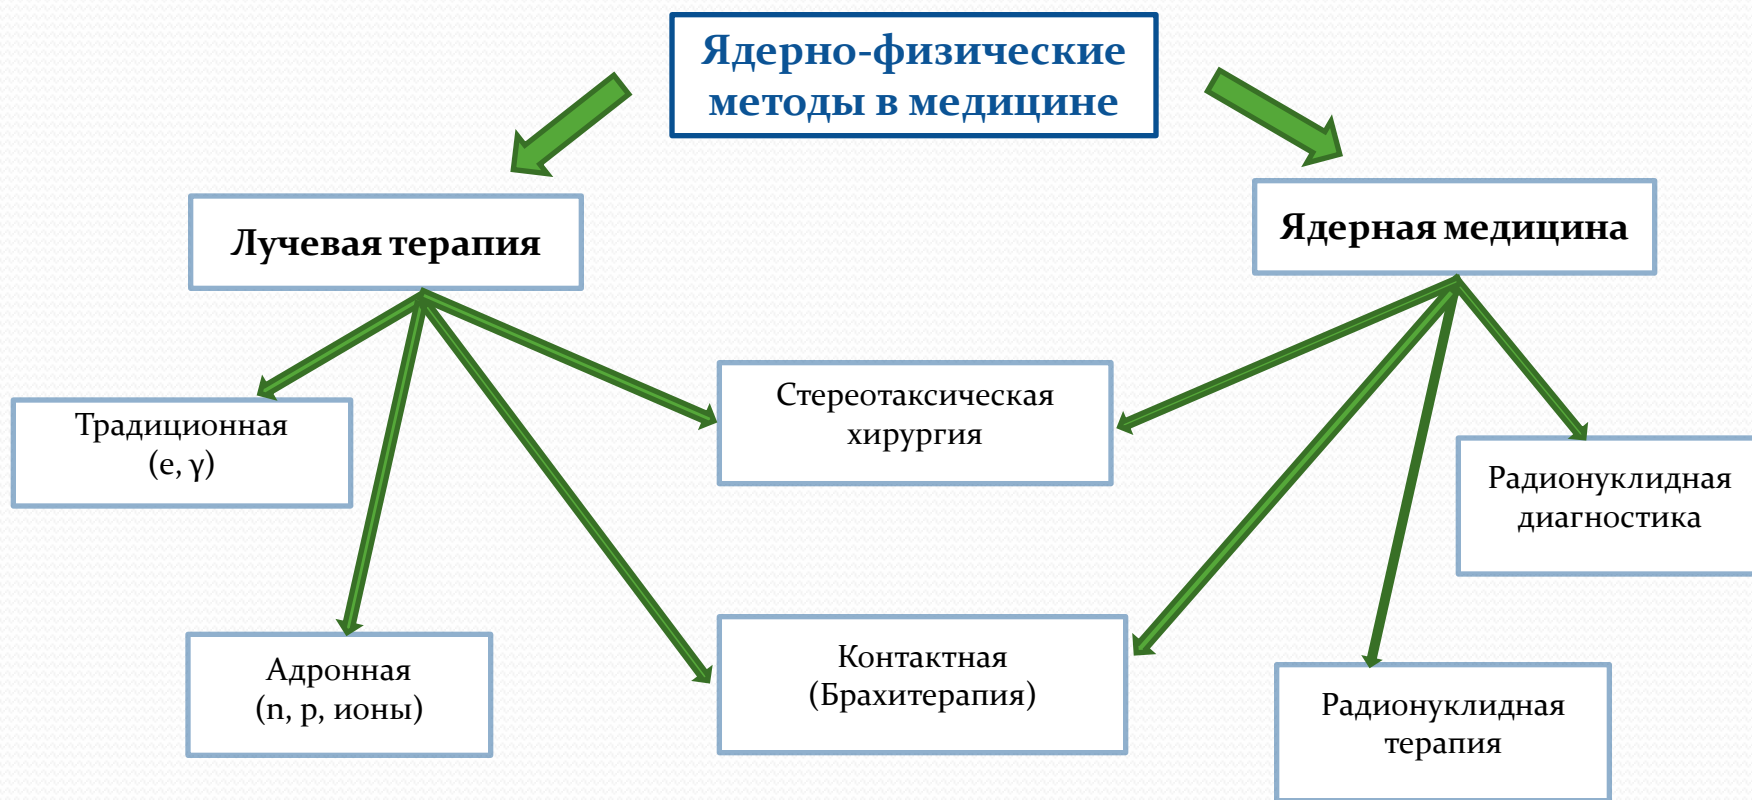 Ядерно-физические
методы в медицине
Лучевая терапия
Ядерная медицина
Традиционная
(е, γ)
Стереотаксическая
хирургия
Радионуклидная
диагностика
Адронная
(n, p, ионы)
Контактная
(Брахитерапия)
Радионуклидная
терапия